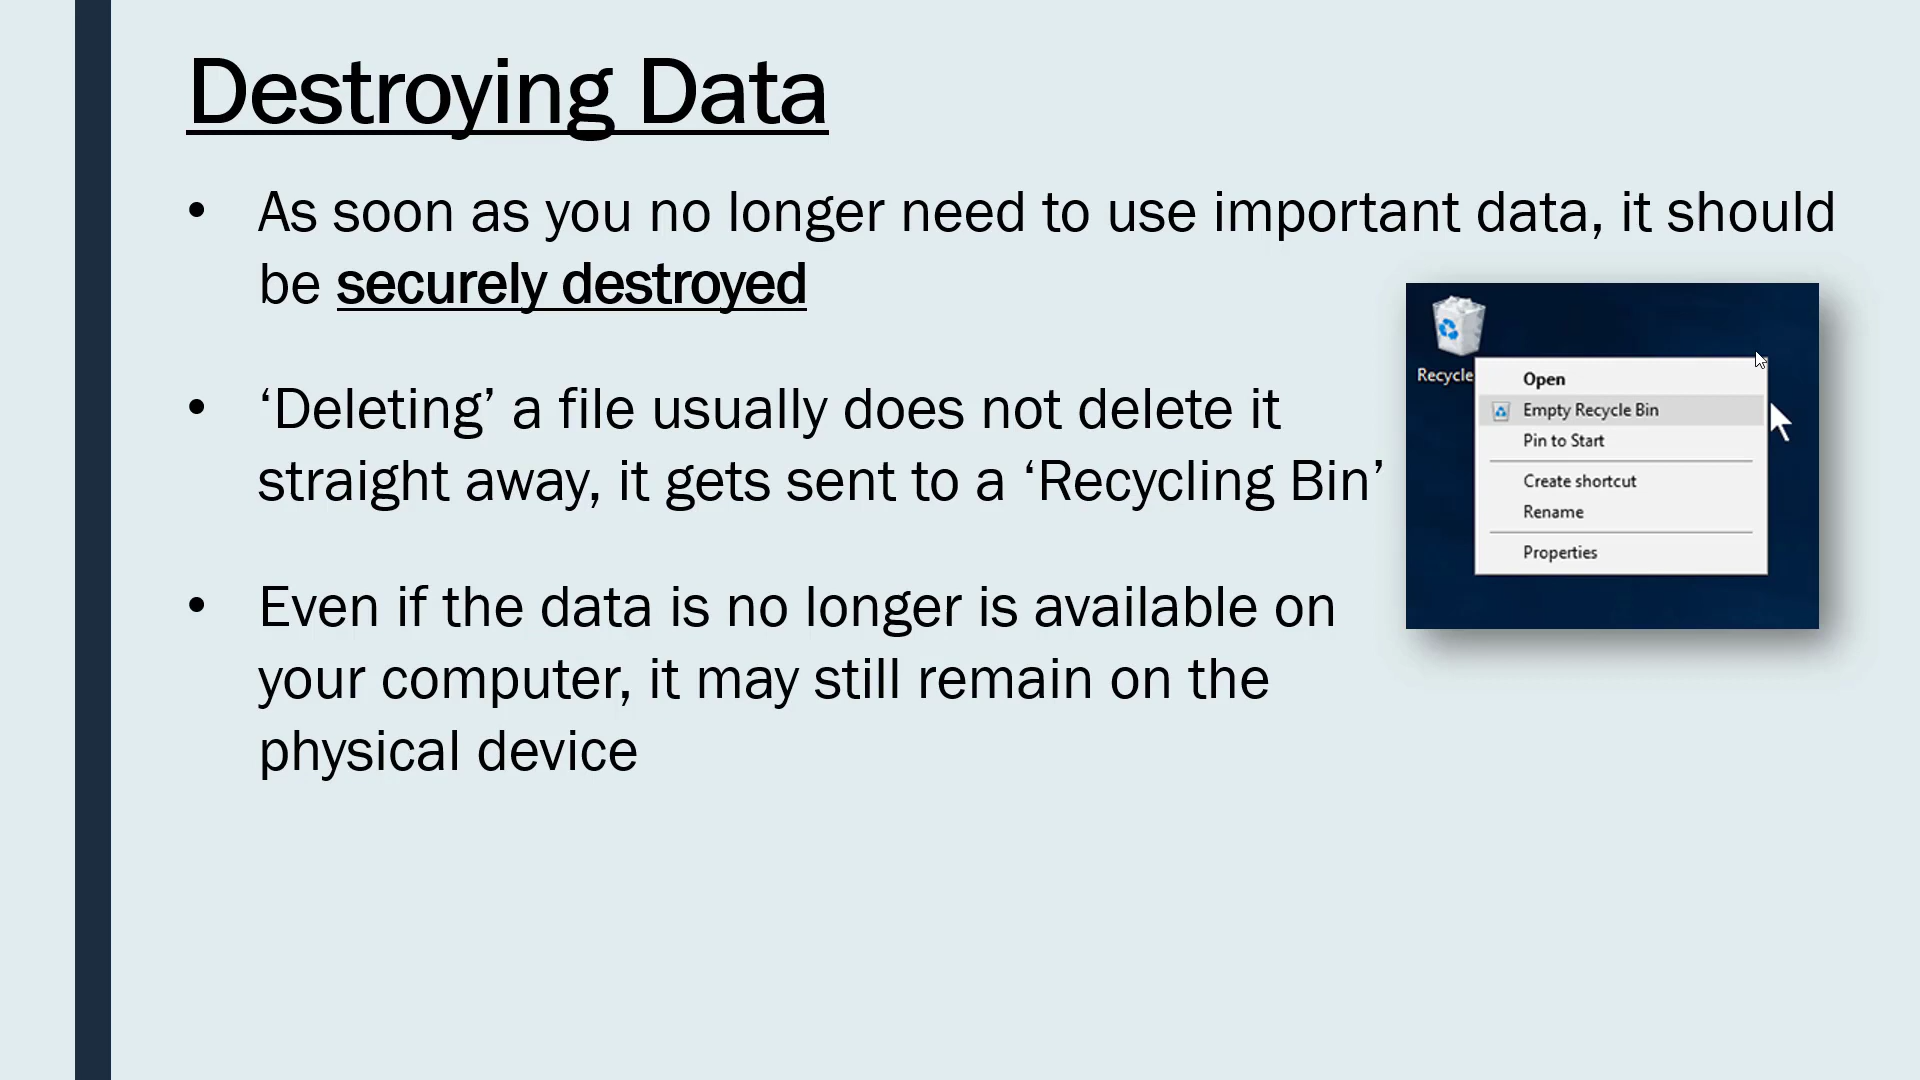 Destroying Data
• As soon as you no longer need to use important data, it should
be securely destroyed
• ‘Deleting’ a file usually does not delete it
straight away, it gets sent to a ‘Recycling Bin’
• Even if the data is no longer is available on
your computer, it may still remain on the
physical device
Recycle
Open
Empty Recycle Bin
Pin to Start
Create shortcut
Rename
Properties